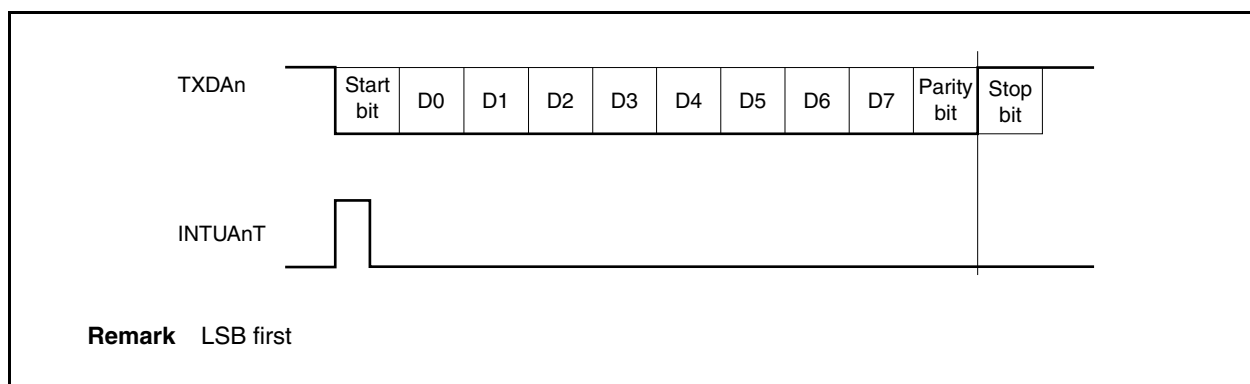 TXDAn
Start bit
D0
D1
D2
D3
D4
D5
D6
D7
Parity bit
Stop bit
INTUAnT
Remark LSB first